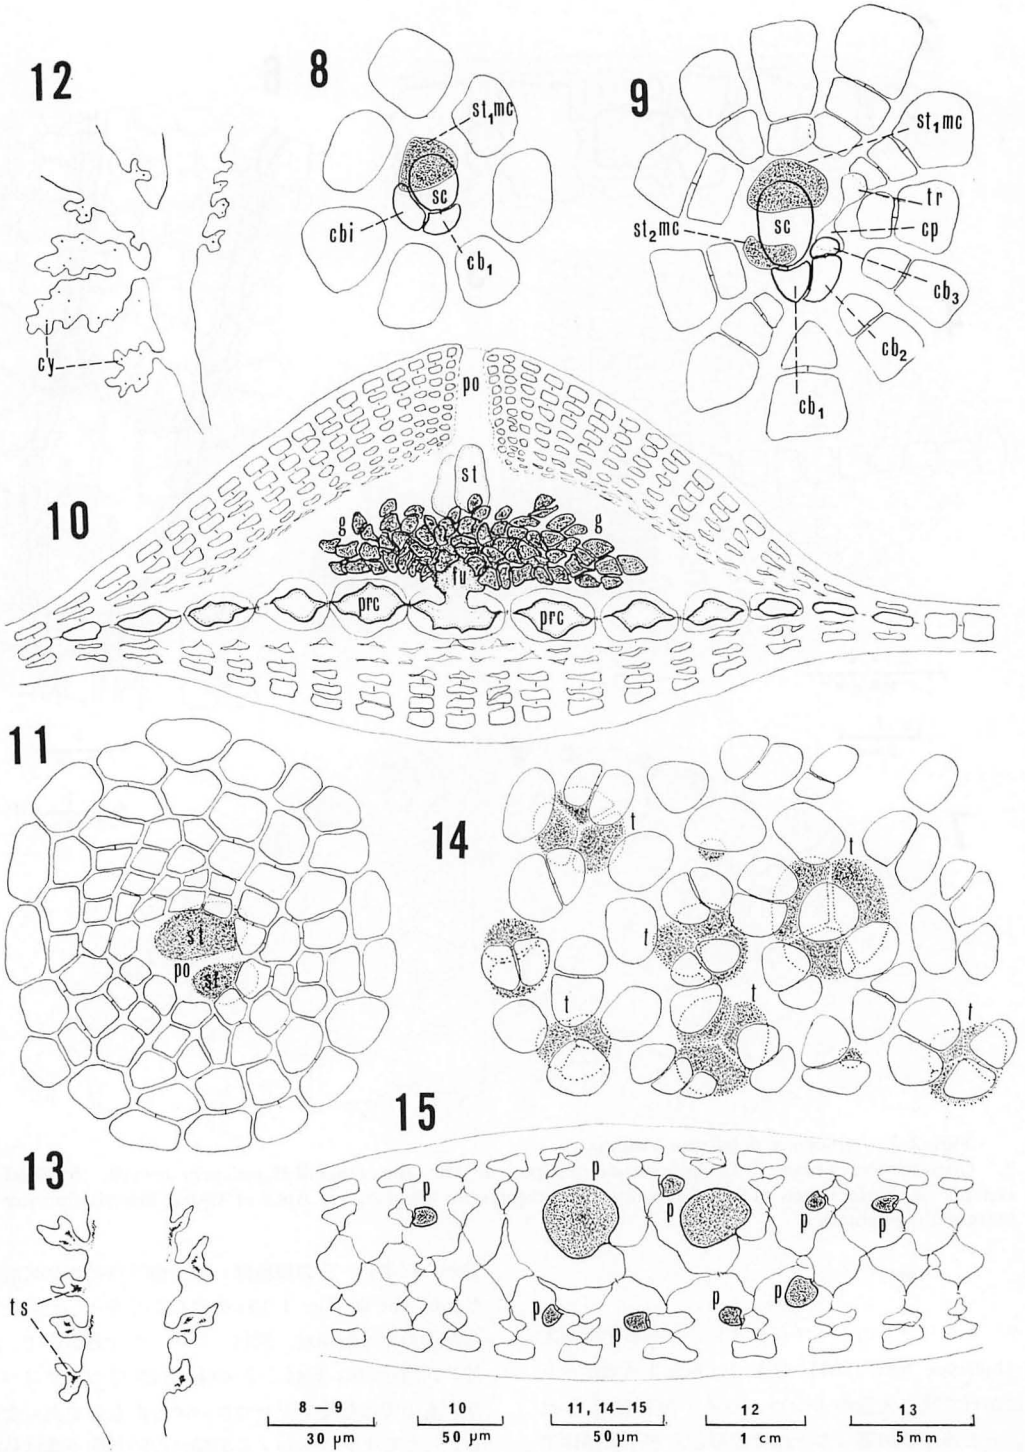 12
8
9
st₁mc
st₁mc
sc
tr
cbi
st₂mc
sc
cp
cb₁
cb₃
cy
cb₂
cb₁
po
10
st
g
g
fu
prc
prc
11
14
t
t
st
t
po
st
t
t
t
15
13
p
p
p
p
p
ts
p
p
p
p
8 – 9
10
11, 14–15
12
13
30 µm
50 µm
50 µm
1 cm
5 mm